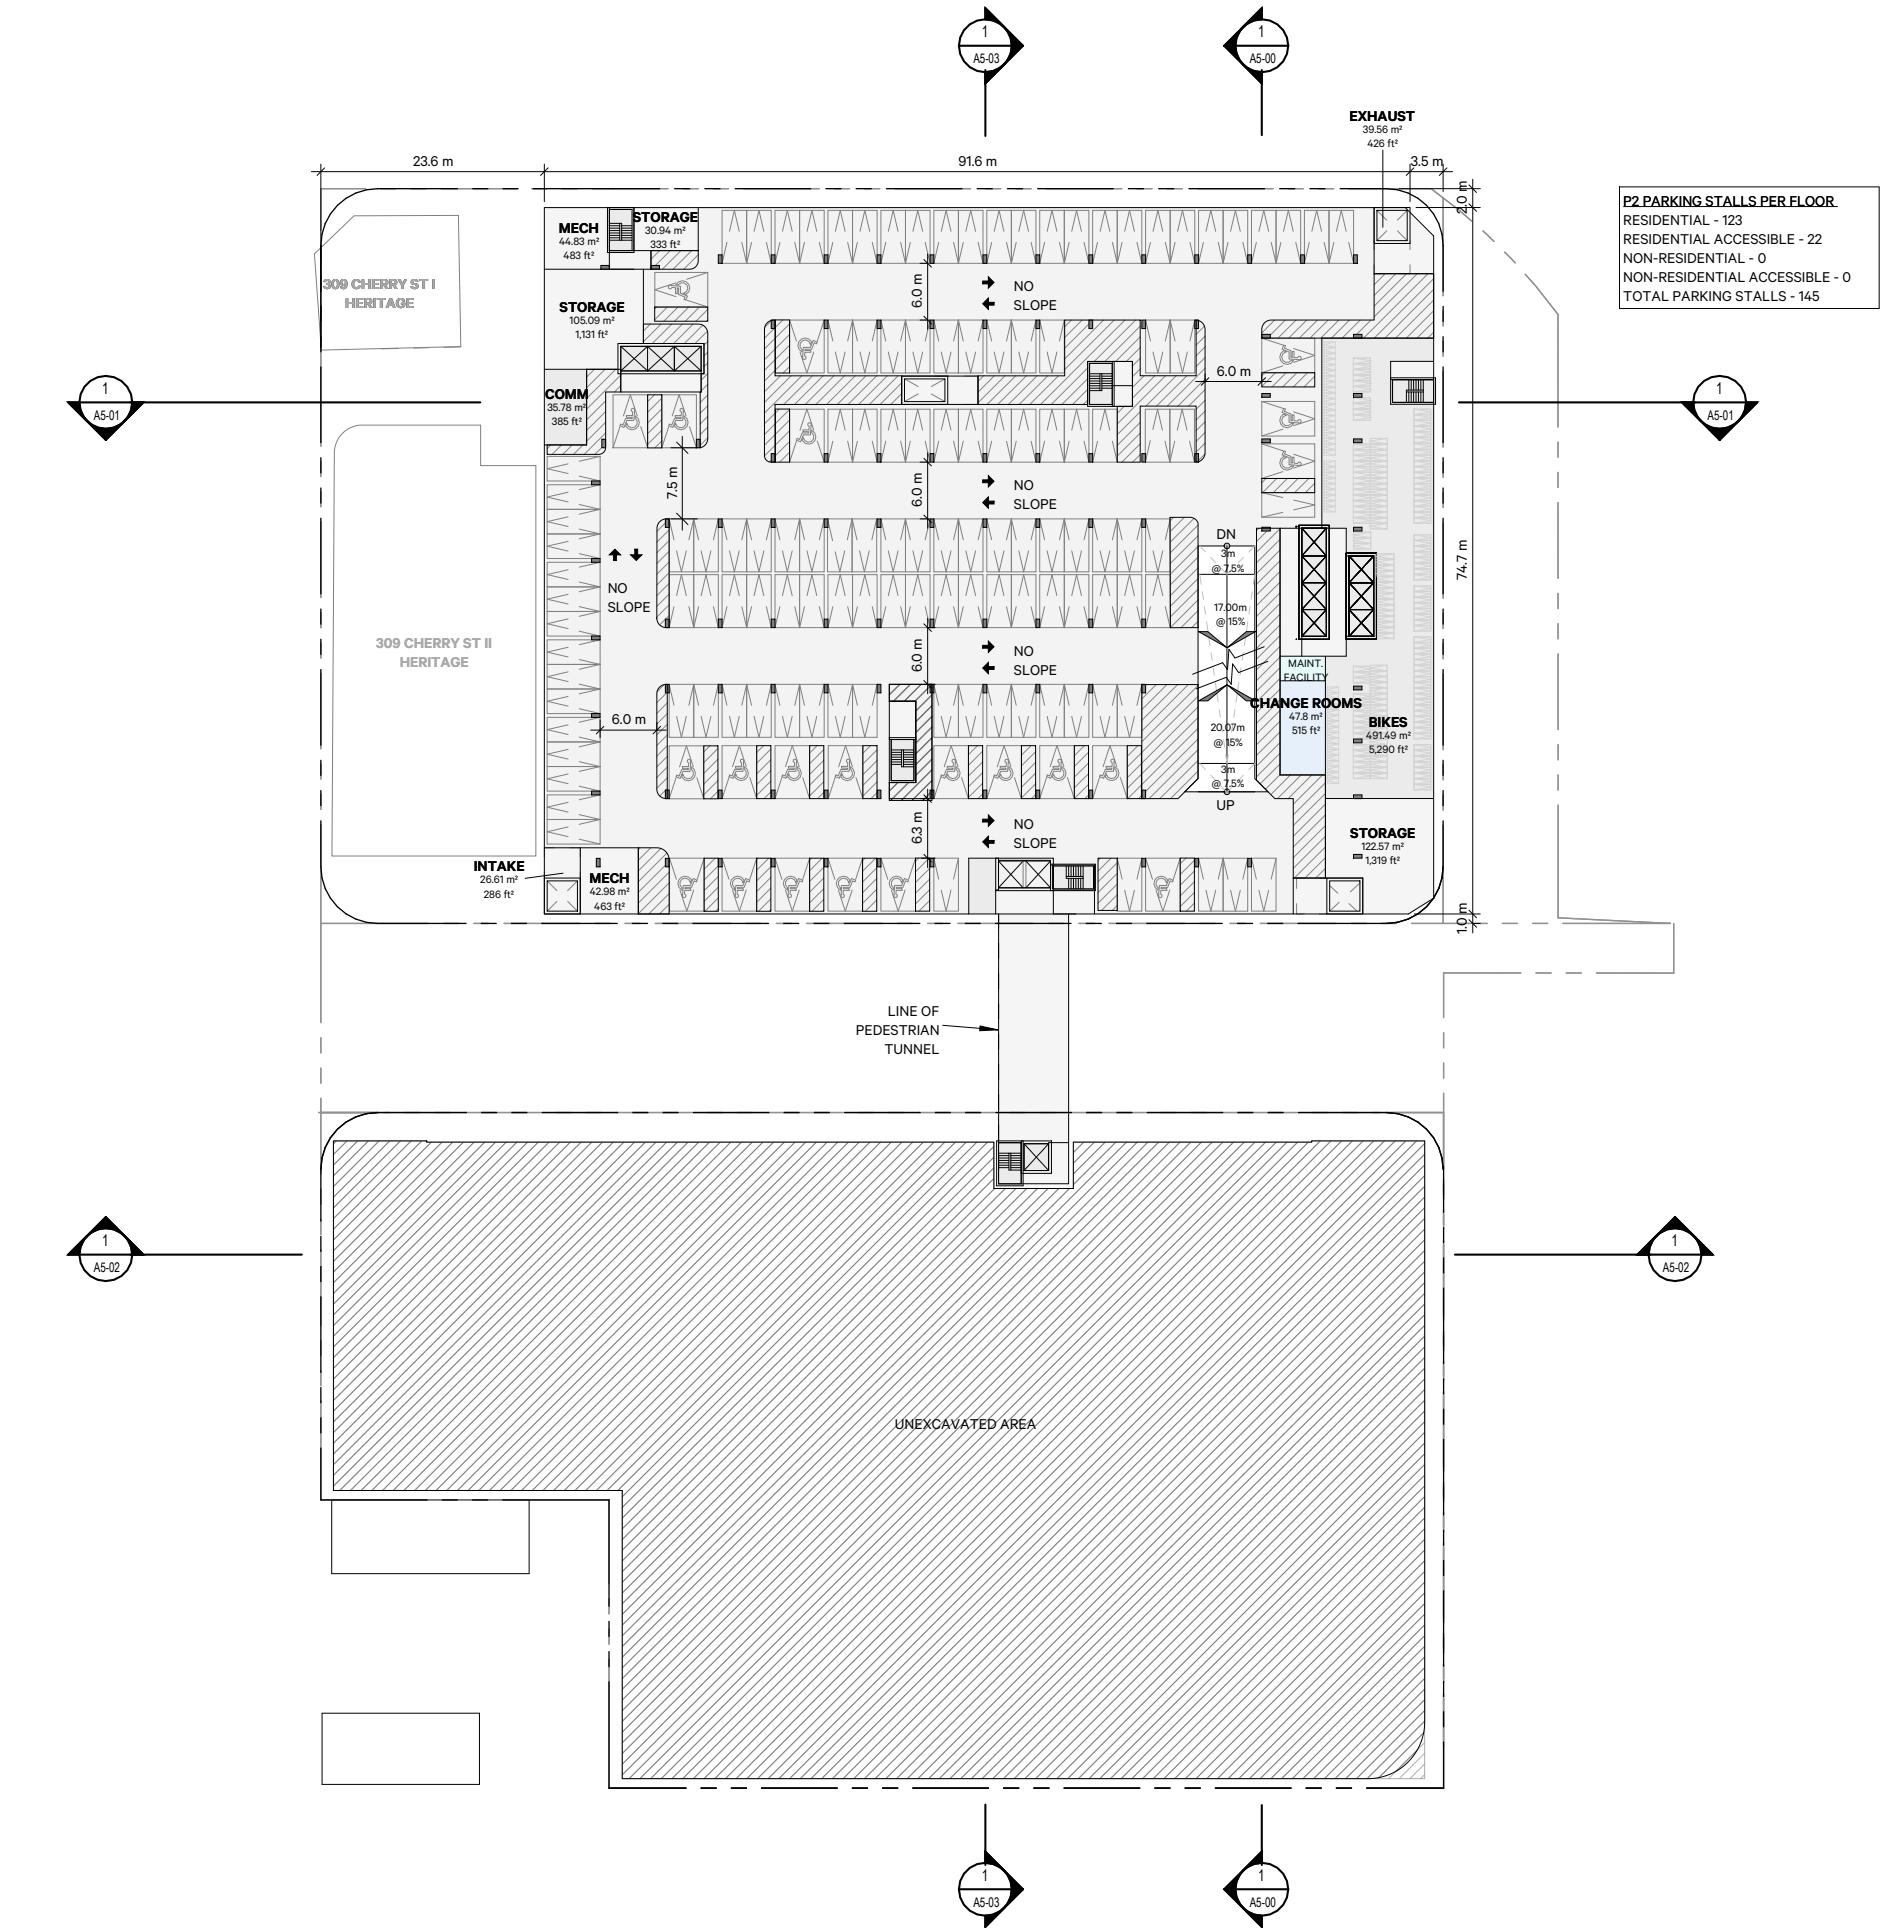 1
A5-03
1
A5-00
EXHAUST
39.56 m²
426 ft²
23.6 m
91.6 m
3.5 m
2.0 m
P2 PARKING STALLS PER FLOOR
RESIDENTIAL - 123
RESIDENTIAL ACCESSIBLE - 22
NON-RESIDENTIAL - 0
NON-RESIDENTIAL ACCESSIBLE - 0
TOTAL PARKING STALLS - 145
MECH
44.83 m²
483 ft²
STORAGE
30.94 m²
333 ft²
309 CHERRY ST I
HERITAGE
STORAGE
105.09 m²
1,131 ft²
6.0 m
NO
SLOPE
6.0 m
1
A5-01
COMM
35.78 m²
385 ft²
1
A5-01
7.5 m
6.0 m
NO
SLOPE
DN
3m
@ 7.5%
74.7 m
NO
SLOPE
17.00m
@ 15%
309 CHERRY ST II
HERITAGE
6.0 m
NO
SLOPE
MAINT.
FACILITY
CHANGE ROOMS
47.8 m²
515 ft²
6.0 m
20.07m
@ 15%
BIKES
491.49 m²
5,290 ft²
3m
@ 7.5%
UP
6.3 m
NO
SLOPE
STORAGE
122.57 m²
1,319 ft²
INTAKE
26.61 m²
286 ft²
MECH
42.98 m²
463 ft²
1.0 m
LINE OF
PEDESTRIAN
TUNNEL
1
A5-02
1
A5-02
UNEXCAVATED AREA
1
A5-03
1
A5-00